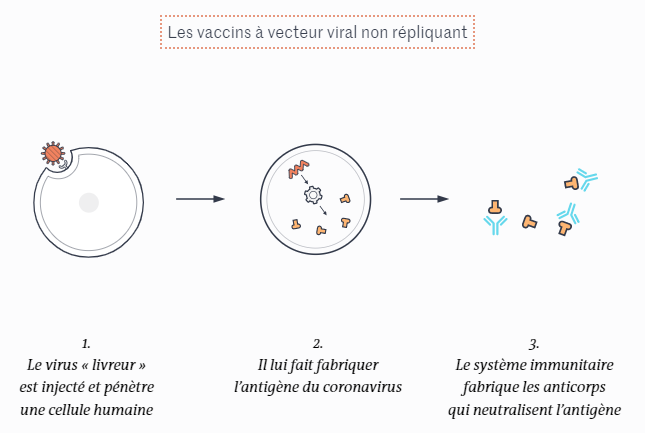 Les vaccins à vecteur viral non répliquant
1.
Le virus « livreur »
est injecté et pénètre
une cellule humaine
2.
Il lui fait fabriquer
l'antigène du coronavirus
3.
Le système immunitaire
fabrique les anticorps
qui neutralisent l'antigène